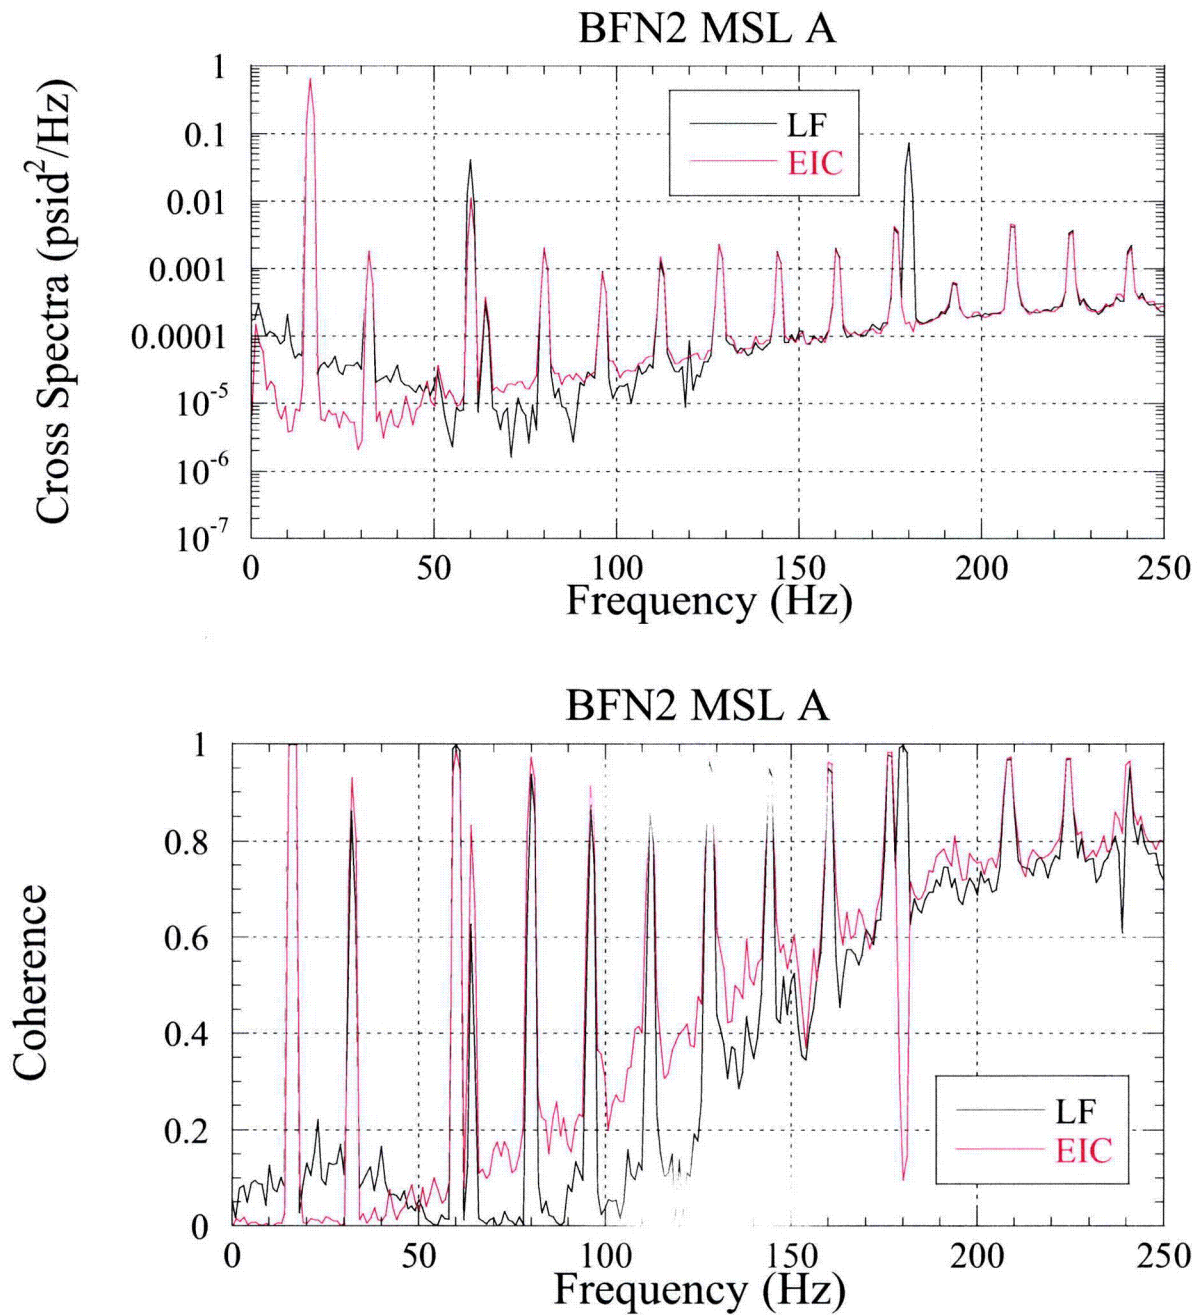 BFN2 MSL A
Cross Spectra (psid²/Hz)
1
0.1
0.01
0.001
0.0001
10⁻⁵
10⁻⁶
10⁻⁷
LF
EIC
0 50 100 150 200 250
Frequency (Hz)
BFN2 MSL A
Coherence
1
0.8
0.6
0.4
0.2
0
LF
EIC
0 50 100 150 200 250
Frequency (Hz)